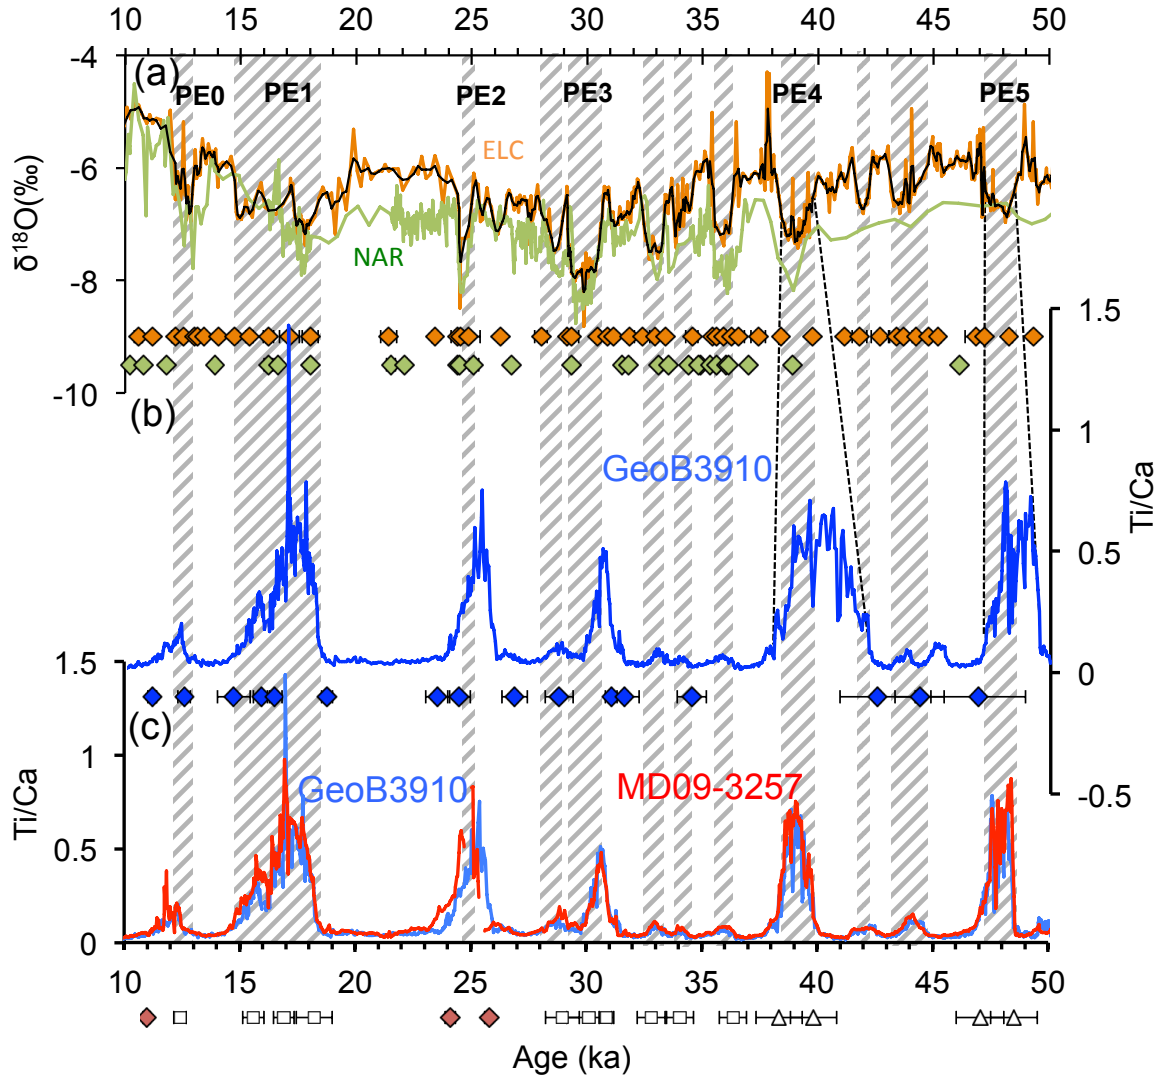 10 15 20 25 30 35 40 45 50
-4
(a)
PE0 PE1 PE2 PE3 PE4 PE5
ELC
-6
δ¹⁸O(‰)
NAR
-8
1.5
-10
(b)
1
GeoB3910
Ti/Ca
0.5
1.5
0
(c)
1
GeoB3910
MD09-3257
-0.5
Ti/Ca
0.5
0
10 15 20 25 30 35 40 45 50
Age (ka)